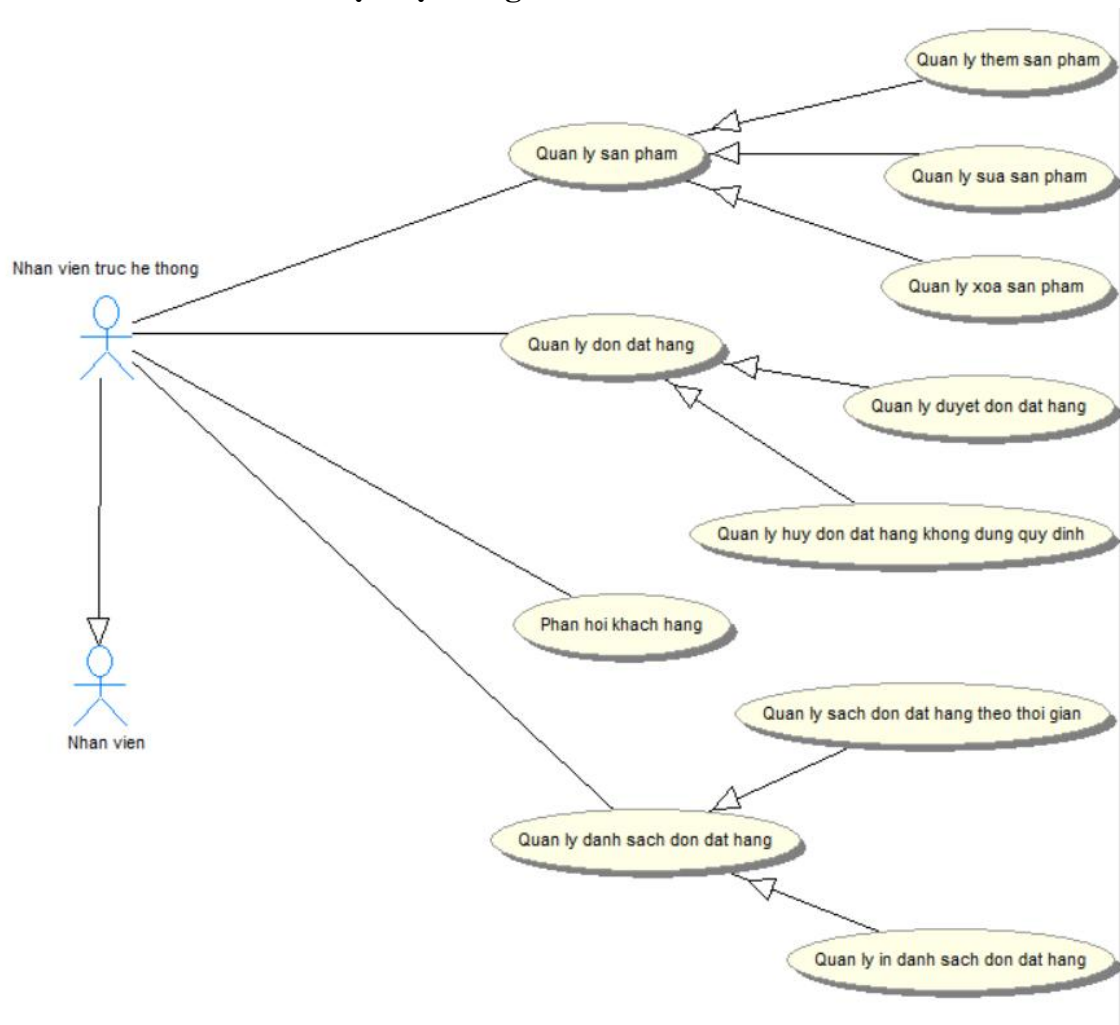 Quan ly them san pham
Quan ly san pham
Quan ly sua san pham
Nhan vien truc he thong
Quan ly xoa san pham
Quan ly don dat hang
Quan ly duyet don dat hang
Quan ly huy don dat hang khong dung quy dinh
Phan hoi khach hang
Quan ly sach don dat hang theo thoi gian
Nhan vien
Quan ly danh sach don dat hang
Quan ly in danh sach don dat hang